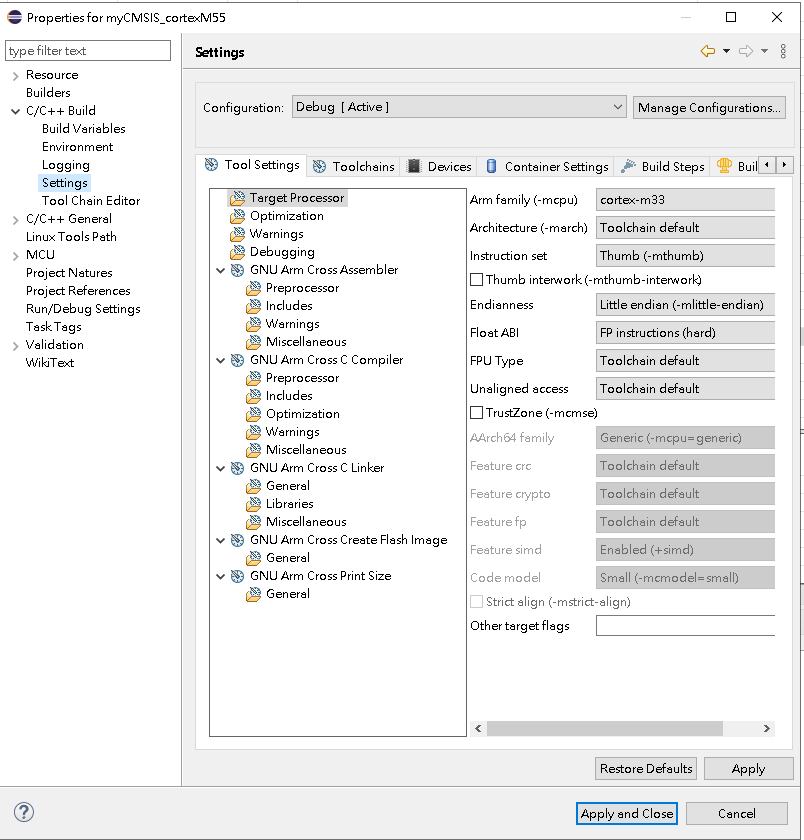 Properties for myCMSIS_cortexM55
type filter text
Resource
Builders
C/C++ Build
Build Variables
Environment
Logging
Settings
Tool Chain Editor
C/C++ General
Linux Tools Path
MCU
Project Natures
Project References
Run/Debug Settings
Task Tags
Validation
WikiText
Settings
Configuration: Debug [ Active ] Manage Configurations...
Tool Settings Toolchains Devices Container Settings Build Steps Buil
Target Processor
Optimization
Warnings
Debugging
GNU Arm Cross Assembler
Preprocessor
Includes
Warnings
Miscellaneous
GNU Arm Cross C Compiler
Preprocessor
Includes
Optimization
Warnings
Miscellaneous
GNU Arm Cross C Linker
General
Libraries
Miscellaneous
GNU Arm Cross Create Flash Image
General
GNU Arm Cross Print Size
General
Arm family (-mcpu) cortex-m33
Architecture (-march) Toolchain default
Instruction set Thumb (-mthumb)
Thumb interwork (-mthumb-interwork)
Endianness Little endian (-mlittle-endian)
Float ABI FP instructions (hard)
FPU Type Toolchain default
Unaligned access Toolchain default
TrustZone (-mcmse)
AArch64 family Generic (-mcpu=generic)
Feature crc Toolchain default
Feature crypto Toolchain default
Feature fp Toolchain default
Feature simd Enabled (+simd)
Code model Small (-mcmodel=small)
Strict align (-mstrict-align)
Other target flags
Restore Defaults Apply
? Apply and Close Cancel